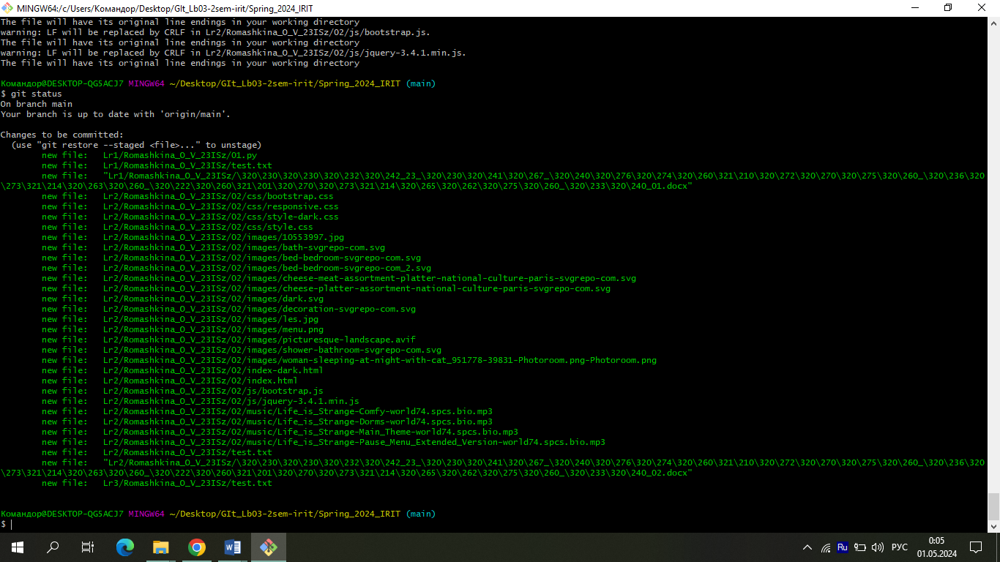 MINGW64:/c/Users/Командор/Desktop/GIt_Lb03-2sem-irit/Spring_2024_IRIT
The file will have its original line endings in your working directory
warning: LF will be replaced by CRLF in Lr2/Romashkina_O_V_23ISz/02/js/bootstrap.js.
The file will have its original line endings in your working directory
warning: LF will be replaced by CRLF in Lr2/Romashkina_O_V_23ISz/02/js/jquery-3.4.1.min.js.
The file will have its original line endings in your working directory
Командор@DESKTOP-QG5ACJ7 MINGW64 ~/Desktop/GIt_Lb03-2sem-irit/Spring_2024_IRIT (main)
$ git status
On branch main
Your branch is up to date with 'origin/main'.
Changes to be committed:
(use "git restore --staged <file>..." to unstage)
new file: Lr1/Romashkina_O_V_23ISz/01.py
new file: Lr1/Romashkina_O_V_23ISz/test.txt
new file: "Lr1/Romashkina_O_V_23ISz/\320\230\320\230\320\232\320\242_23_\320\230\320\241\320\267_\320\240\320\276\320\274\320\260\321\210\320\272\320\270\320\275\320\260_\320\236\320
\273\321\214\320\263\320\260_\320\222\320\260\321\201\320\270\320\273\321\214\320\265\320\262\320\275\320\260_\320\233\320\240_01.docx"
new file: Lr2/Romashkina_O_V_23ISz/02/css/bootstrap.css
new file: Lr2/Romashkina_O_V_23ISz/02/css/responsive.css
new file: Lr2/Romashkina_O_V_23ISz/02/css/style-dark.css
new file: Lr2/Romashkina_O_V_23ISz/02/css/style.css
new file: Lr2/Romashkina_O_V_23ISz/02/images/10553997.jpg
new file: Lr2/Romashkina_O_V_23ISz/02/images/bath-svgrepo-com.svg
new file: Lr2/Romashkina_O_V_23ISz/02/images/bed-bedroom-svgrepo-com.svg
new file: Lr2/Romashkina_O_V_23ISz/02/images/bed-bedroom-svgrepo-com_2.svg
new file: Lr2/Romashkina_O_V_23ISz/02/images/cheese-meat-assortment-platter-national-culture-paris-svgrepo-com.svg
new file: Lr2/Romashkina_O_V_23ISz/02/images/cheese-platter-assortment-national-culture-paris-svgrepo-com.svg
new file: Lr2/Romashkina_O_V_23ISz/02/images/dark.svg
new file: Lr2/Romashkina_O_V_23ISz/02/images/decoration-svgrepo-com.svg
new file: Lr2/Romashkina_O_V_23ISz/02/images/les.jpg
new file: Lr2/Romashkina_O_V_23ISz/02/images/menu.png
new file: Lr2/Romashkina_O_V_23ISz/02/images/picturesque-landscape.avif
new file: Lr2/Romashkina_O_V_23ISz/02/images/shower-bathroom-svgrepo-com.svg
new file: Lr2/Romashkina_O_V_23ISz/02/images/woman-sleeping-at-night-with-cat_951778-39831-Photoroom.png-Photoroom.png
new file: Lr2/Romashkina_O_V_23ISz/02/index-dark.html
new file: Lr2/Romashkina_O_V_23ISz/02/index.html
new file: Lr2/Romashkina_O_V_23ISz/02/js/bootstrap.js
new file: Lr2/Romashkina_O_V_23ISz/02/js/jquery-3.4.1.min.js
new file: Lr2/Romashkina_O_V_23ISz/02/music/Life_is_Strange-Comfy-world74.spcs.bio.mp3
new file: Lr2/Romashkina_O_V_23ISz/02/music/Life_is_Strange-Dorms-world74.spcs.bio.mp3
new file: Lr2/Romashkina_O_V_23ISz/02/music/Life_is_Strange-Main_Theme-world74.spcs.bio.mp3
new file: Lr2/Romashkina_O_V_23ISz/02/music/Life_is_Strange-Pause_Menu_Extended_Version-world74.spcs.bio.mp3
new file: Lr2/Romashkina_O_V_23ISz/test.txt
new file: "Lr2/Romashkina_O_V_23ISz/\320\230\320\230\320\232\320\242_23_\320\230\320\241\320\267_\320\240\320\276\320\274\320\260\321\210\320\272\320\270\320\275\320\260_\320\236\320
\273\321\214\320\263\320\260_\320\222\320\260\321\201\320\270\320\273\321\214\320\265\320\262\320\275\320\260_\320\233\320\240_02.docx"
new file: Lr3/Romashkina_O_V_23ISz/test.txt
Командор@DESKTOP-QG5ACJ7 MINGW64 ~/Desktop/GIt_Lb03-2sem-irit/Spring_2024_IRIT (main)
$
Ru РУС 0:05
01.05.2024